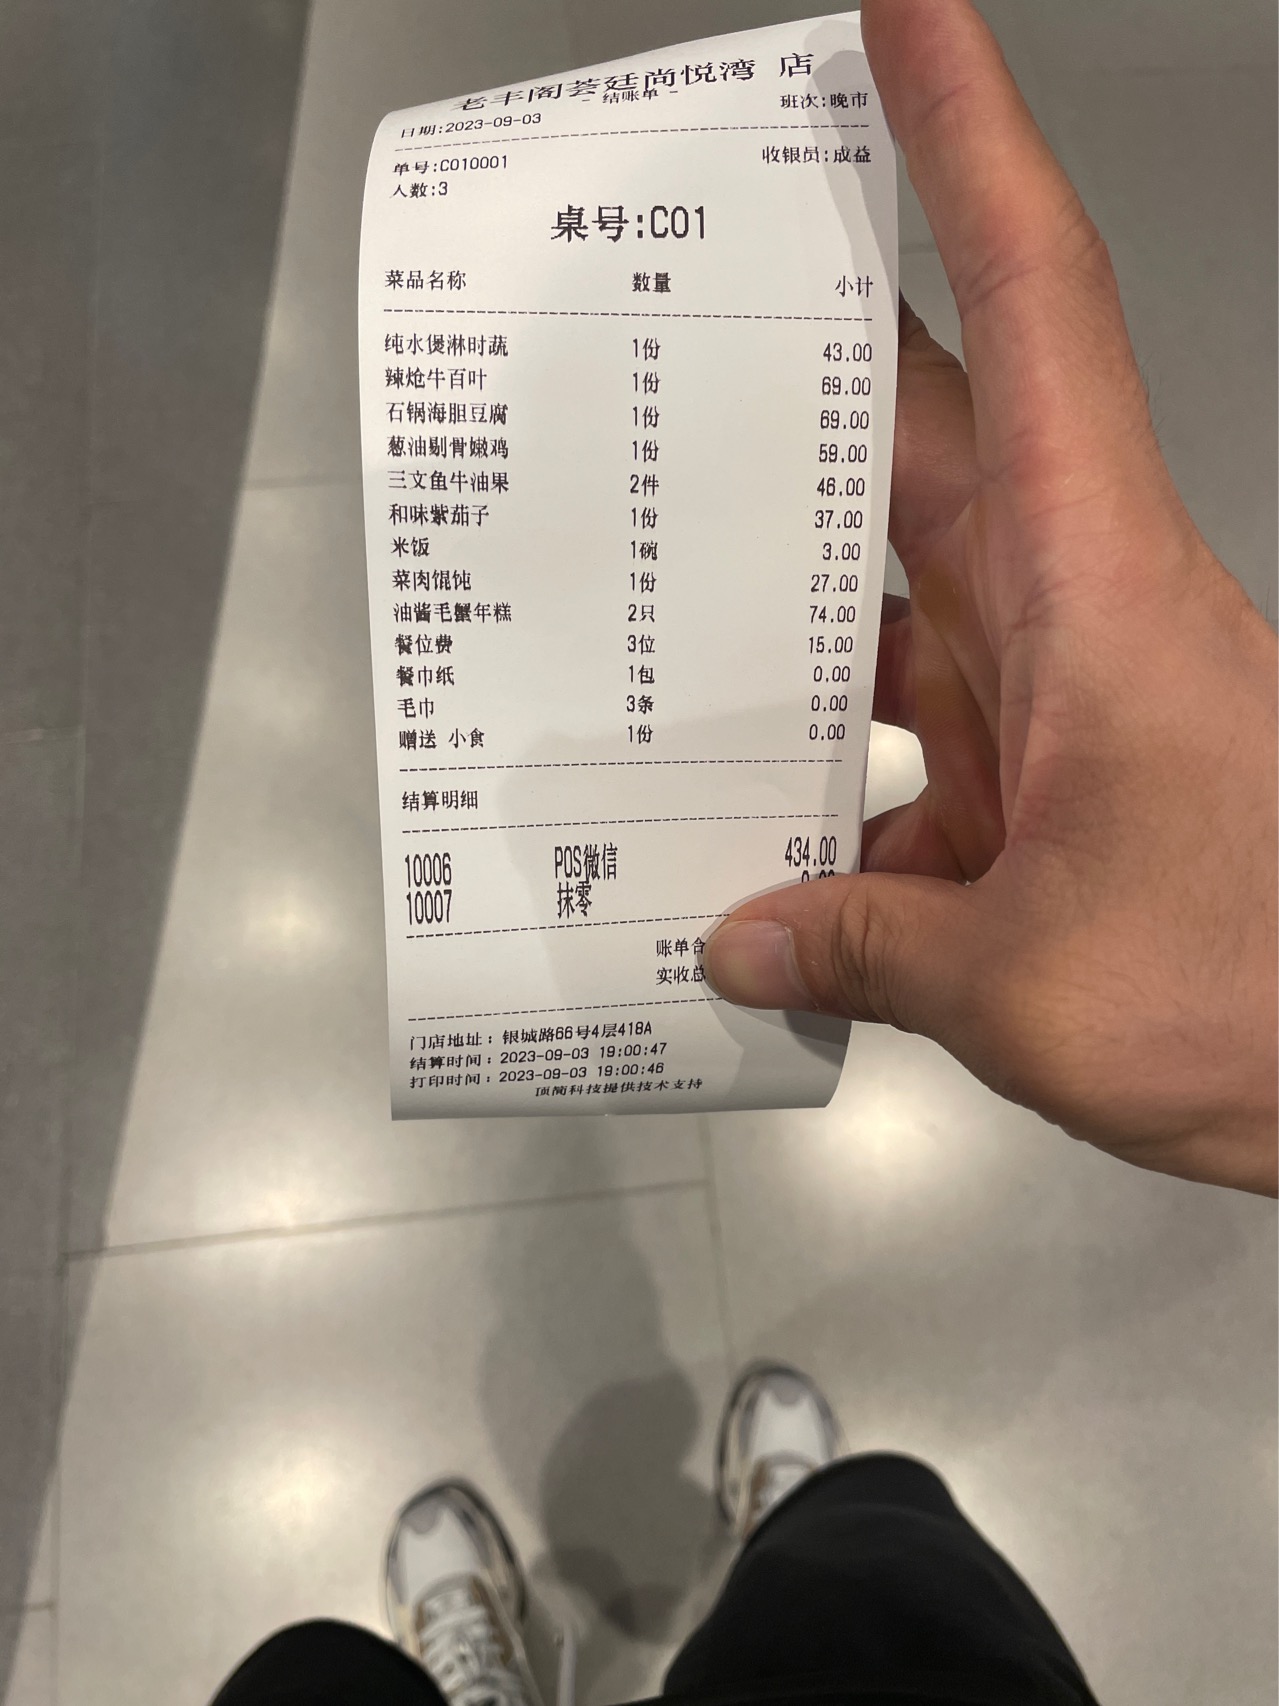 老丰阁荟廷尚悦湾 店
- 结账单 -
日期:2023-09-03 班次:晚市
单号:C010001 收银员:成益
人数:3
桌号:C01
菜品名称 数量 小计
纯水煲淋时蔬 1份 43.00
辣炝牛百叶 1份 69.00
石锅海胆豆腐 1份 69.00
葱油剔骨嫩鸡 1份 59.00
三文鱼牛油果 2件 46.00
和味紫茄子 1份 37.00
米饭 1碗 3.00
菜肉馄饨 1份 27.00
油酱毛蟹年糕 2只 74.00
餐位费 3位 15.00
餐巾纸 1包 0.00
毛巾 3条 0.00
赠送 小食 1份 0.00
结算明细
10006 POS微信 434.00
10007 抹零
账单合
实收总
门店地址：银城路66号4层418A
结算时间：2023-09-03 19:00:47
打印时间：2023-09-03 19:00:46
顶简科技提供技术支持